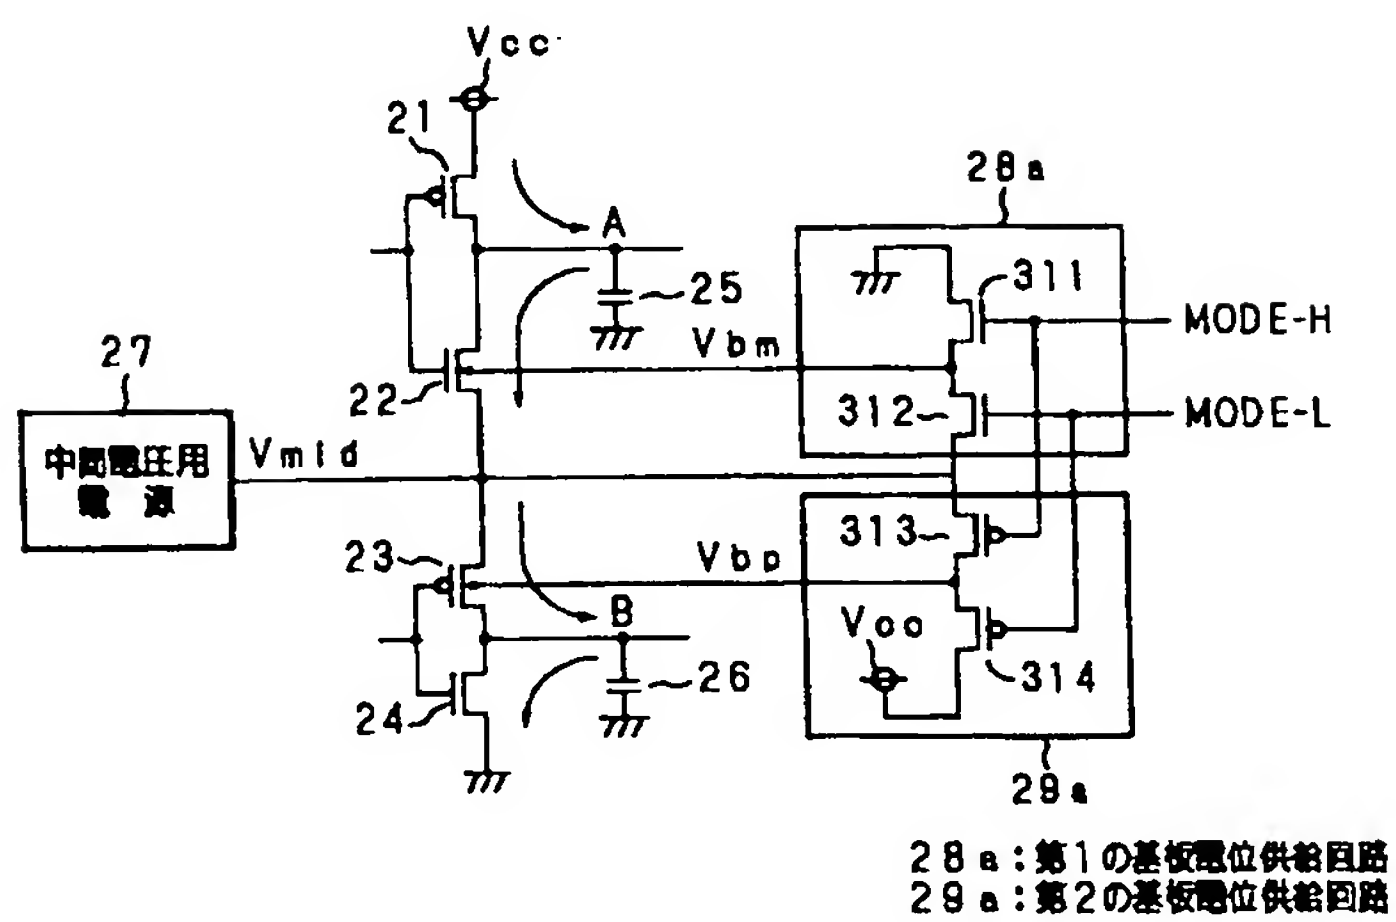 Vcc
21
28a
A
311
25
MODE-H
Vbm
27
22
312
MODE-L
中間電圧用
電 源
Vmid
313
23
Vbp
B
Vcc
26
314
24
29a
28a:第1の基板電位供給回路
29a:第2の基板電位供給回路